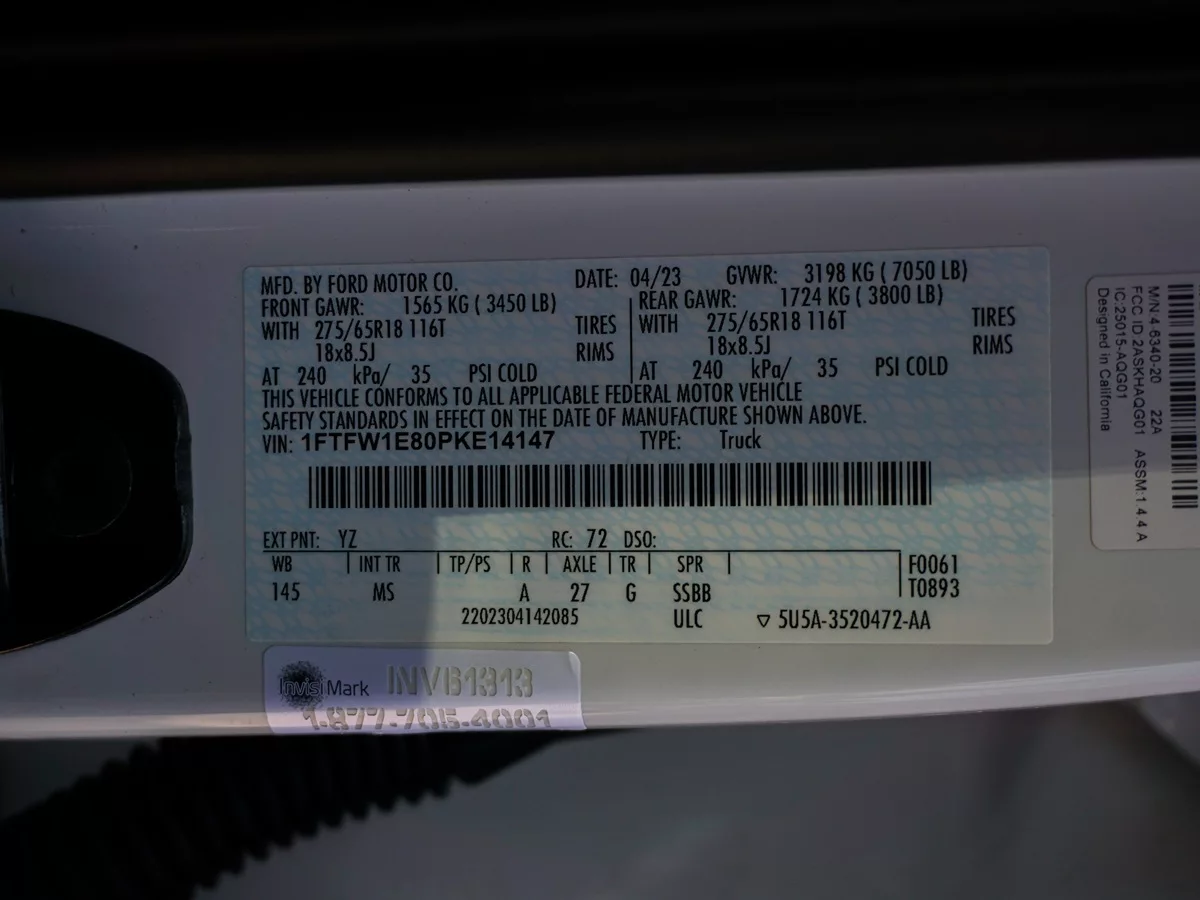 MFD. BY FORD MOTOR CO. DATE: 04/23 GVWR: 3198 KG ( 7050 LB)
FRONT GAWR: 1565 KG ( 3450 LB) REAR GAWR: 1724 KG ( 3800 LB)
WITH 275/65R18 116T TIRES WITH 275/65R18 116T TIRES
18x8.5J RIMS 18x8.5J RIMS
AT 240 kPa/ 35 PSI COLD AT 240 kPa/ 35 PSI COLD
THIS VEHICLE CONFORMS TO ALL APPLICABLE FEDERAL MOTOR VEHICLE
SAFETY STANDARDS IN EFFECT ON THE DATE OF MANUFACTURE SHOWN ABOVE.
VIN: 1FTFW1E80PKE14147 TYPE: Truck
EXT PNT: YZ RC: 72 DSO:
WB INT TR TP/PS R AXLE TR SPR F0061
145 MS A 27 G SSBB T0893
2202304142085 ULC ▽ 5U5A-3520472-AA
InvisiMark INV61313
1-877-705-4001
M/N 4-6340-20 22A
FCC ID 2ASKHAQG01 ASSM:1 4 4 A
IC:25015-AQG01
Designed in California